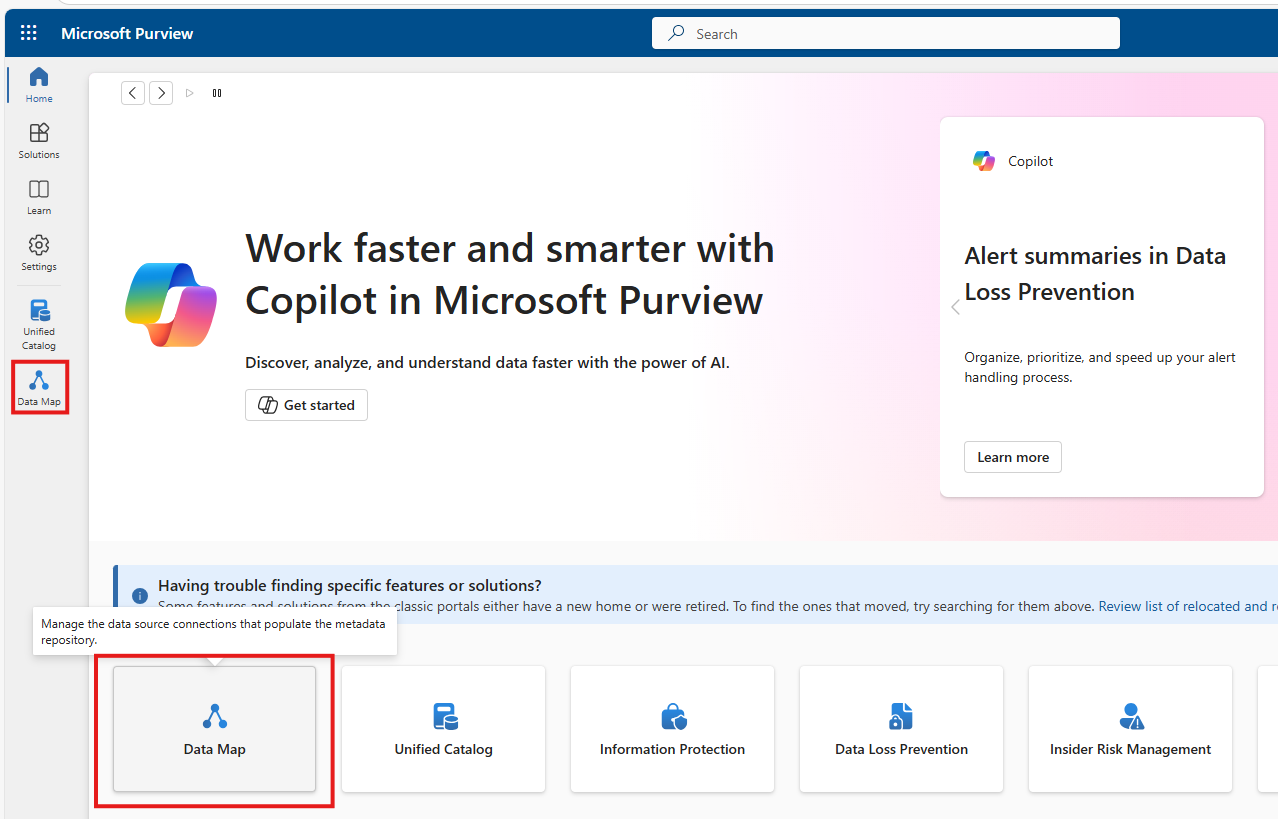 Microsoft Purview
Search
Home
Solutions
Learn
Settings
Unified
Catalog
Data Map
Work faster and smarter with
Copilot in Microsoft Purview
Discover, analyze, and understand data faster with the power of AI.
Get started
Copilot
Alert summaries in Data
Loss Prevention
Organize, prioritize, and speed up your alert
handling process.
Learn more
Having trouble finding specific features or solutions?
Some features and solutions from the classic portals either have a new home or were retired. To find the ones that moved, try searching for them above. Review list of relocated and
Manage the data source connections that populate the metadata
repository.
Data Map
Unified Catalog
Information Protection
Data Loss Prevention
Insider Risk Management